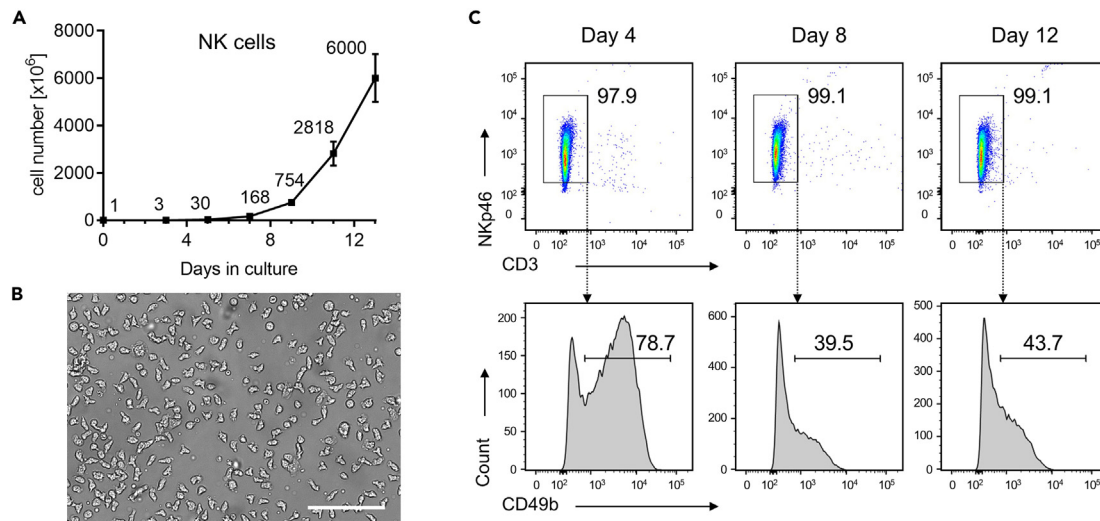 A
NK cells
8000
6000
4000
2000
0
cell number [x10⁶]
1
3
30
168
754
2818
6000
0
4
8
12
Days in culture
B
C
Day 4
Day 8
Day 12
10⁵
10⁴
10³
10²
0
97.9
0 10² 10³ 10⁴ 10⁵
10⁵
10⁴
10³
10²
0
99.1
0 10² 10³ 10⁴ 10⁵
10⁵
10⁴
10³
10²
0
99.1
0 10² 10³ 10⁴ 10⁵
NKp46
CD3
200
150
100
50
0
78.7
0 10² 10³ 10⁴ 10⁵
600
400
200
0
39.5
0 10² 10³ 10⁴ 10⁵
500
400
300
200
100
0
43.7
0 10² 10³ 10⁴ 10⁵
Count
CD49b